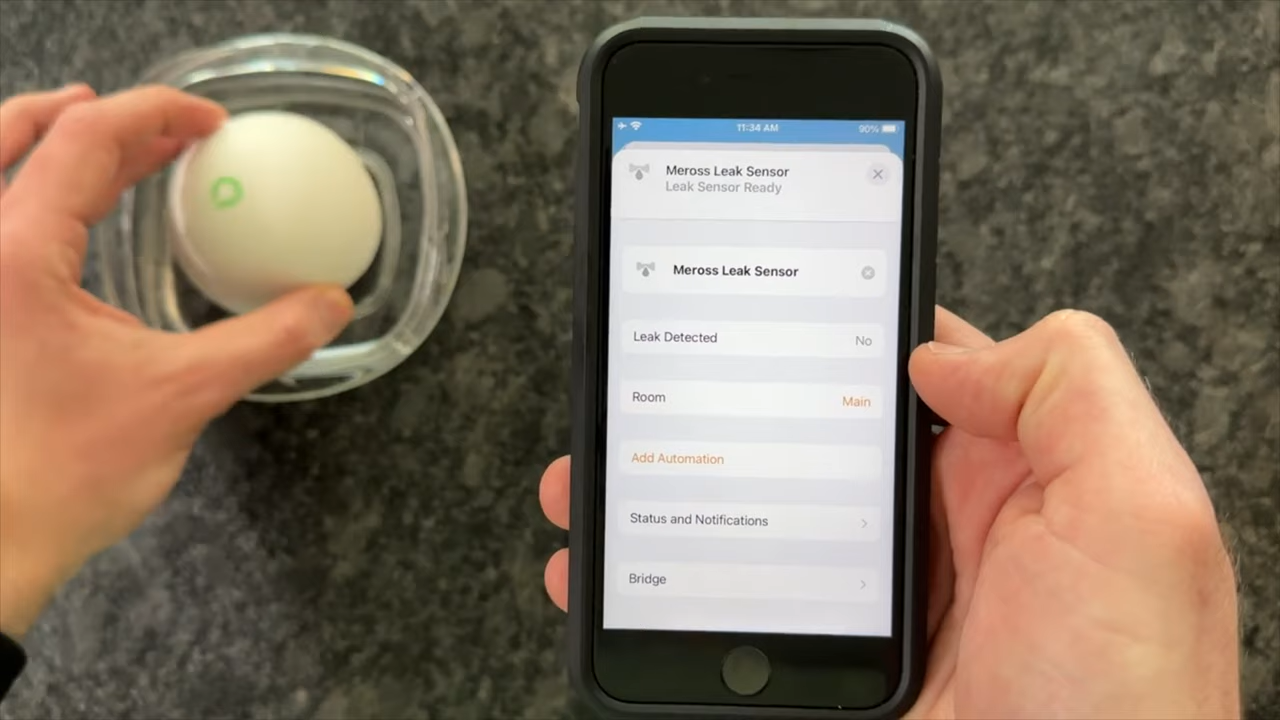 11:34 AM
90%
Meross Leak Sensor
Leak Sensor Ready
Meross Leak Sensor
Leak Detected No
Room Main
Add Automation
Status and Notifications
Bridge